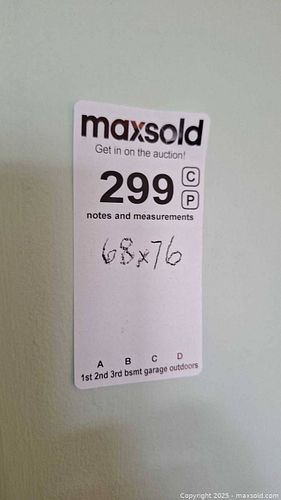 maxsold
Get in on the auction!
299 C
P
notes and measurements
68x76
A B C D
1st 2nd 3rd bsmt garage outdoors
Copyright 2025 - maxsold.com